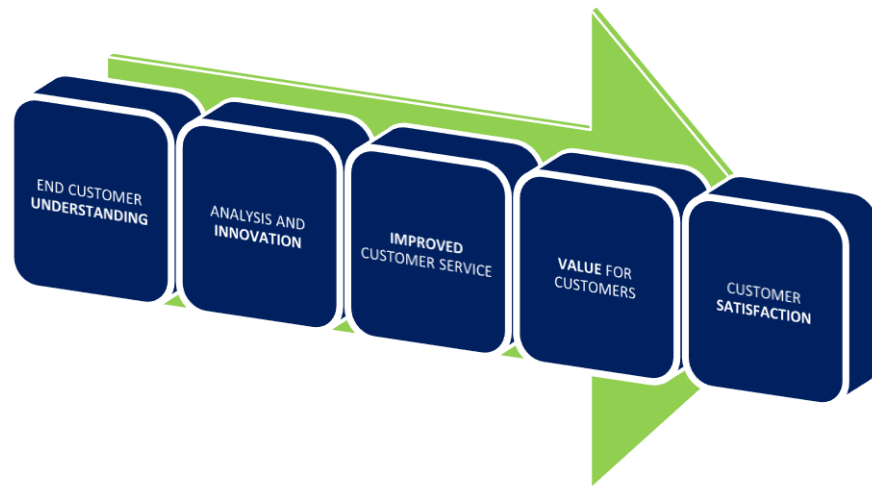 END CUSTOMER
UNDERSTANDING
ANALYSIS AND
INNOVATION
IMPROVED
CUSTOMER SERVICE
VALUE FOR
CUSTOMERS
CUSTOMER
SATISFACTION